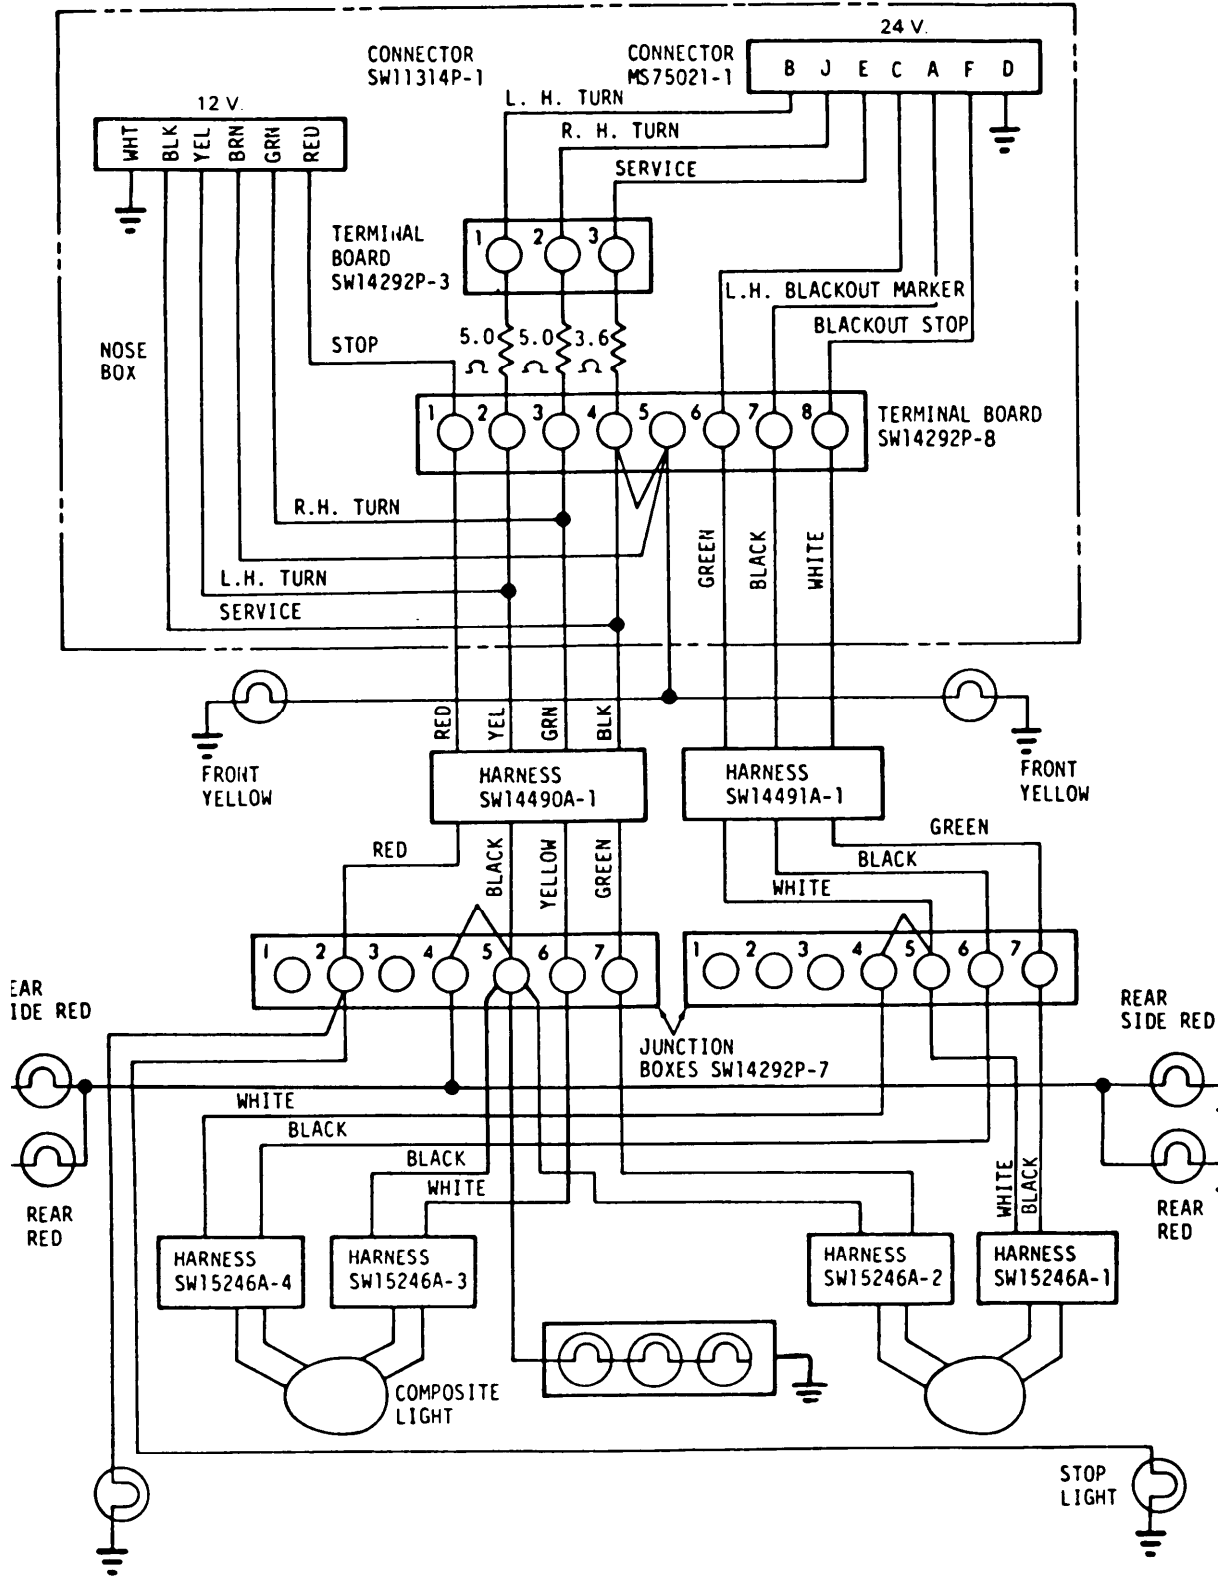 24 V.
CONNECTOR
SW11314P-1
CONNECTOR
MS75021-1
B J E C A F D
L. H. TURN
12 V.
WHT
BLK
YEL
BRN
GRN
RED
R. H. TURN
SERVICE
TERMINAL
BOARD
SW14292P-3
1 2 3
L.H. BLACKOUT MARKER
BLACKOUT STOP
NOSE
BOX
STOP
5.0 5.0 3.6
Ω Ω Ω
1 2 3 4 5 6 7 8
TERMINAL BOARD
SW14292P-8
R.H. TURN
L.H. TURN
SERVICE
GREEN
BLACK
WHITE
RED
YEL
GRN
BLK
FRONT
YELLOW
HARNESS
SW14490A-1
HARNESS
SW14491A-1
FRONT
YELLOW
RED
BLACK
YELLOW
GREEN
GREEN
BLACK
WHITE
1 2 3 4 5 6 7
1 2 3 4 5 6 7
EAR
IDE RED
REAR
SIDE RED
JUNCTION
BOXES SW14292P-7
WHITE
BLACK
BLACK
WHITE
WHITE
BLACK
REAR
RED
REAR
RED
HARNESS
SW15246A-4
HARNESS
SW15246A-3
HARNESS
SW15246A-2
HARNESS
SW15246A-1
COMPOSITE
LIGHT
STOP
LIGHT